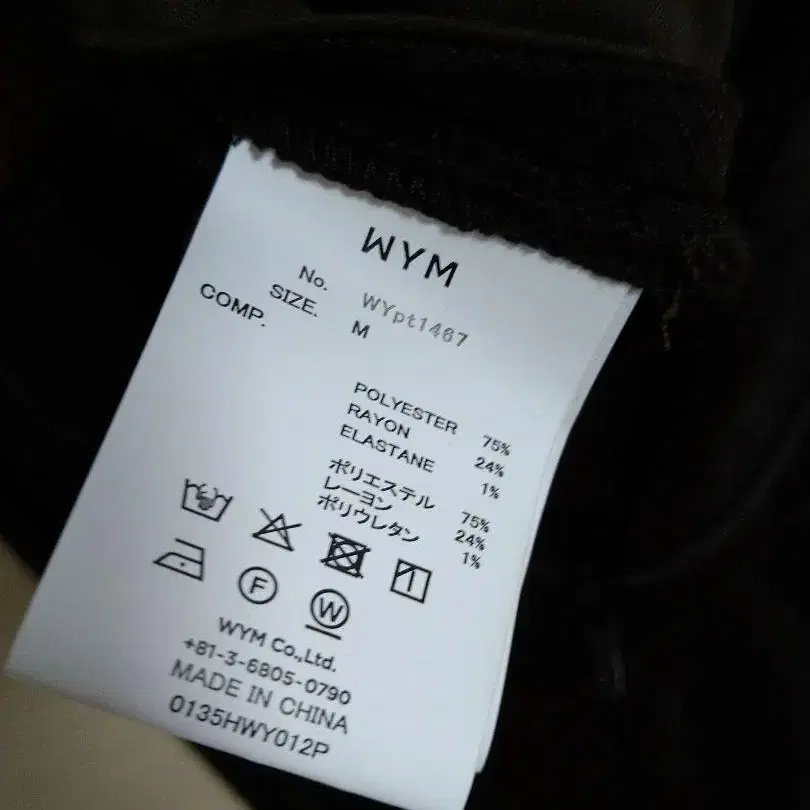 WYM
No. WYpt1467
SIZE. M
COMP.
POLYESTER 75%
RAYON 24%
ELASTANE 1%
ポリエステル 75%
レーヨン 24%
ポリウレタン 1%
F
W
WYM Co.,Ltd.
+81-3-6805-0790
MADE IN CHINA
0135HWY012P